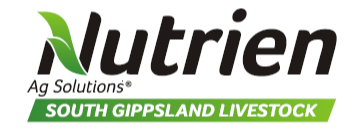 Nutrien
Ag Solutions®
SOUTH GIPPSLAND LIVESTOCK